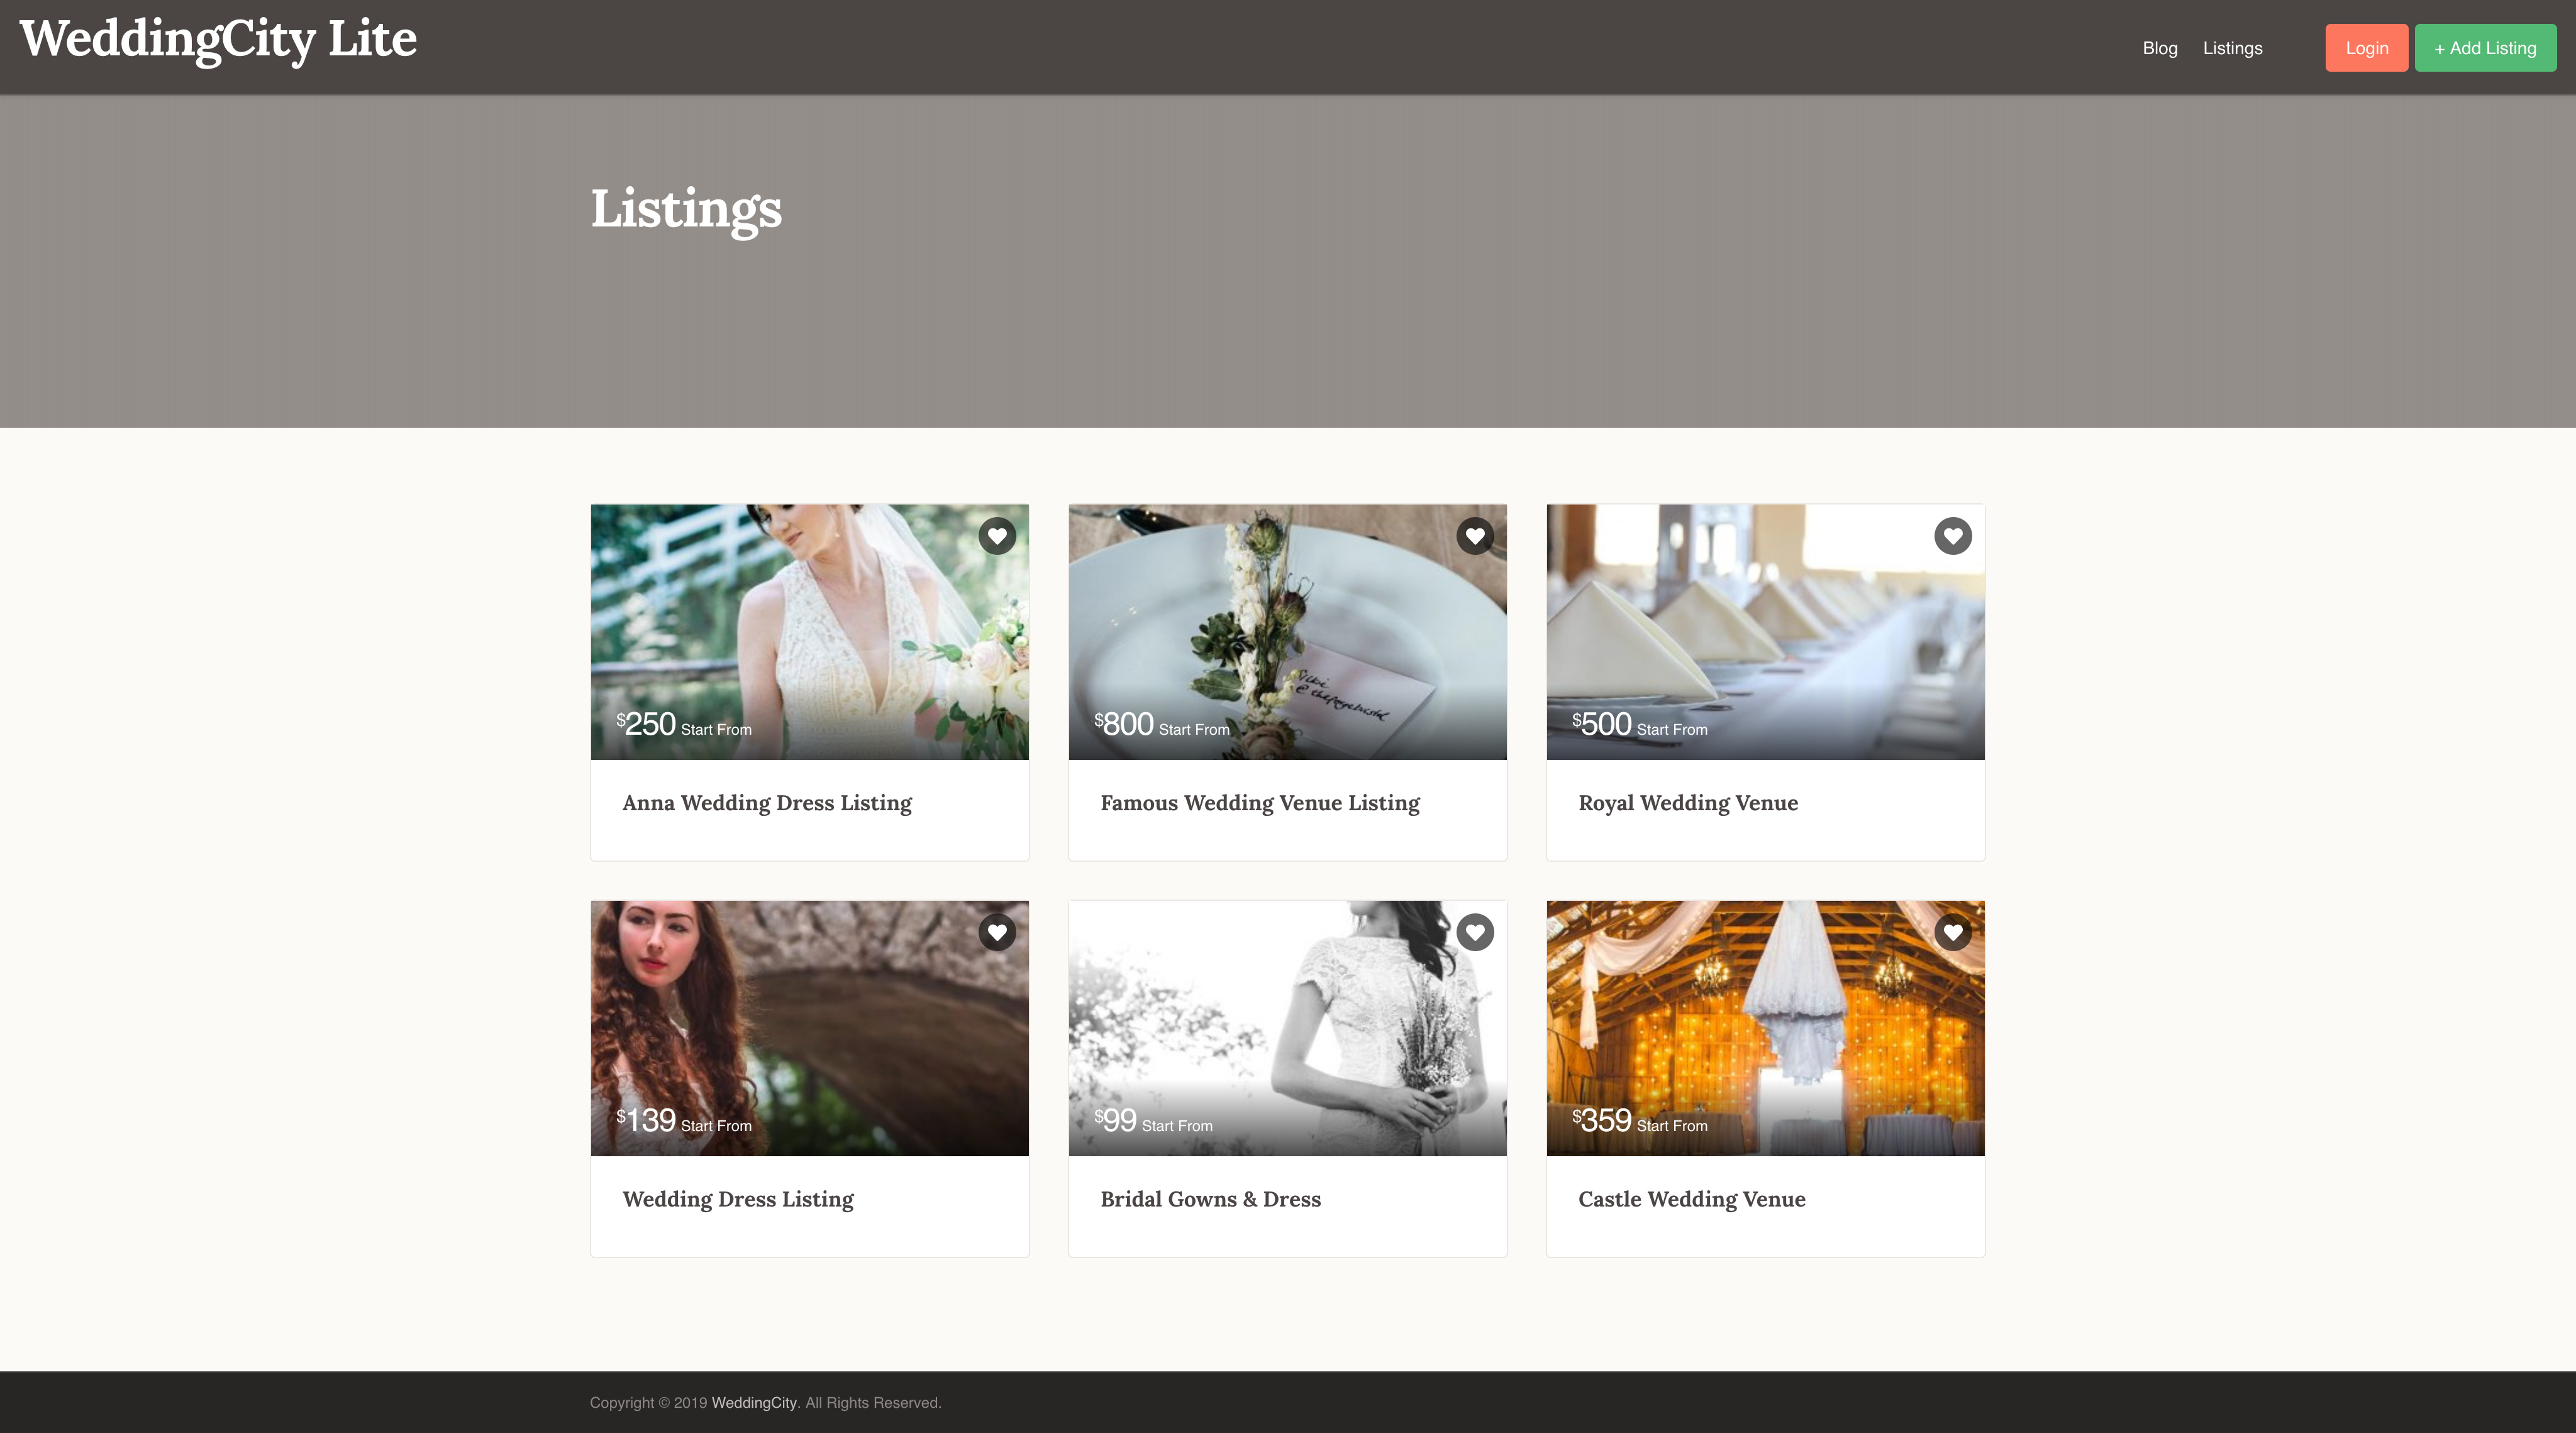 WeddingCity Lite
Blog Listings Login + Add Listing
Listings
$250 Start From
$800 Start From
$500 Start From
Anna Wedding Dress Listing
Famous Wedding Venue Listing
Royal Wedding Venue
$139 Start From
$99 Start From
$359 Start From
Wedding Dress Listing
Bridal Gowns & Dress
Castle Wedding Venue
Copyright © 2019 WeddingCity. All Rights Reserved.